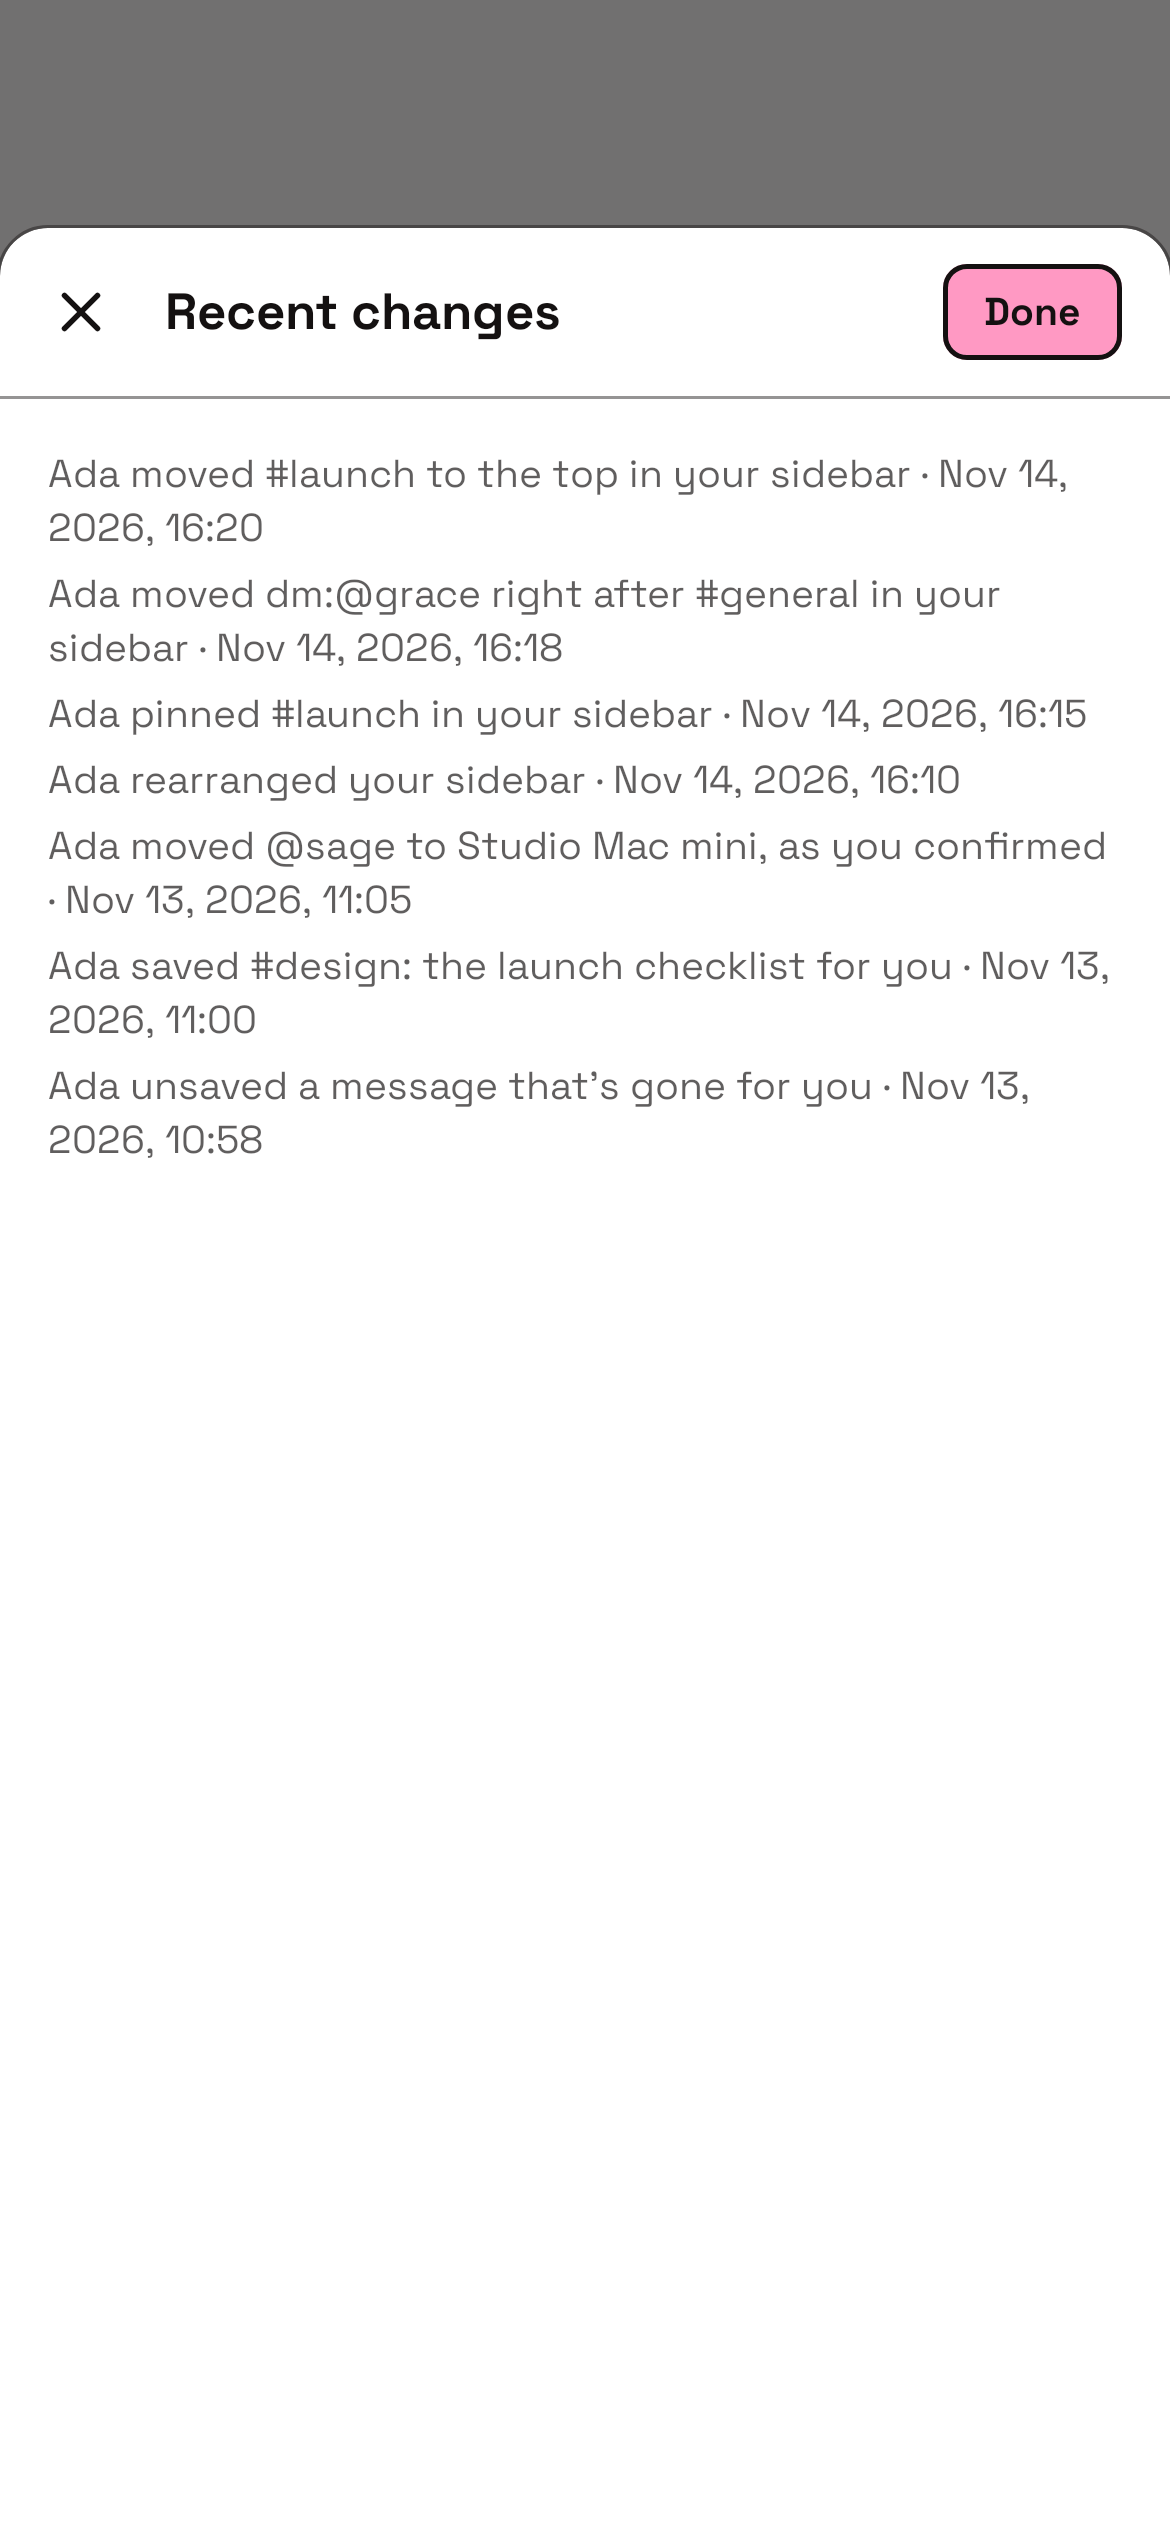 Recent changes
Done
Ada moved #launch to the top in your sidebar · Nov 14,
2026, 16:20
Ada moved dm:@grace right after #general in your
sidebar · Nov 14, 2026, 16:18
Ada pinned #launch in your sidebar · Nov 14, 2026, 16:15
Ada rearranged your sidebar · Nov 14, 2026, 16:10
Ada moved @sage to Studio Mac mini, as you confirmed
· Nov 13, 2026, 11:05
Ada saved #design: the launch checklist for you · Nov 13,
2026, 11:00
Ada unsaved a message that’s gone for you · Nov 13,
2026, 10:58